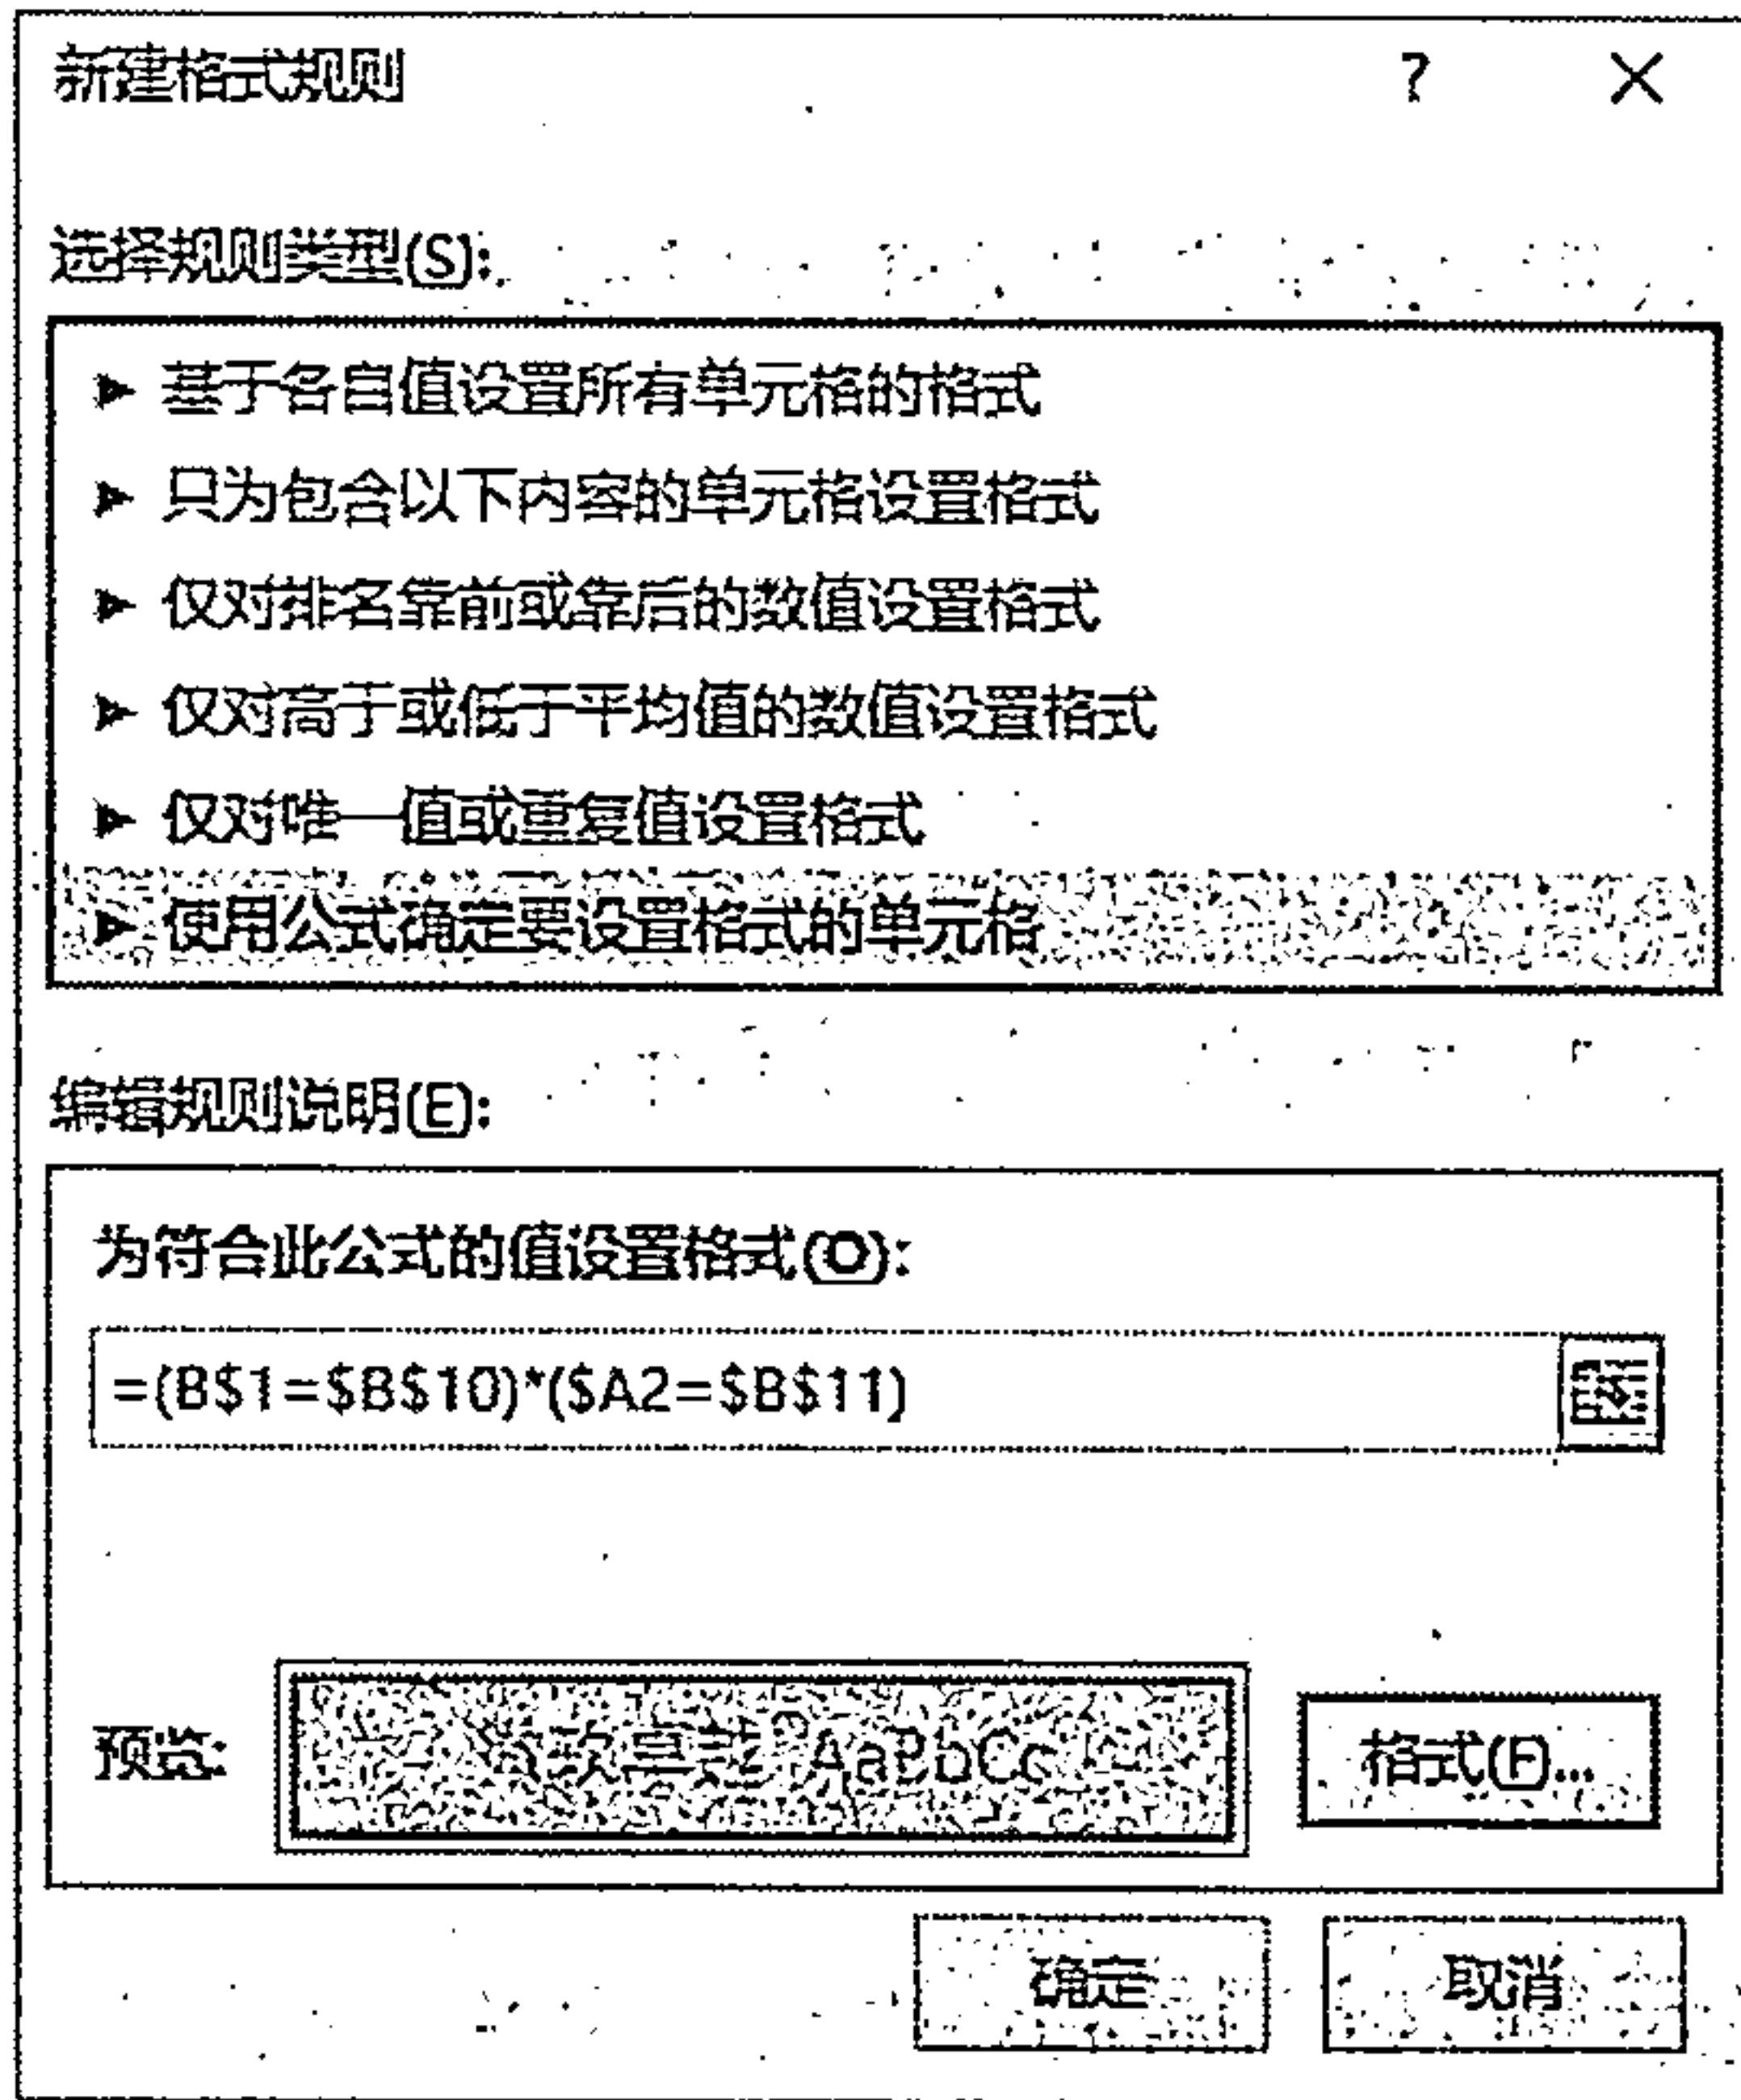 新建格式规则 ? ×
选择规则类型(S):
► 基于各自值设置所有单元格的格式
► 只为包含以下内容的单元格设置格式
► 仅对排名靠前或靠后的数值设置格式
► 仅对高于或低于平均值的数值设置格式
► 仅对唯一值或重复值设置格式
► 使用公式确定要设置格式的单元格
编辑规则说明(E):
为符合此公式的值设置格式(O):
=(B$1=$B$10)*($A2=$B$11)
预览: AaBbCc 格式(F)...
确定 取消